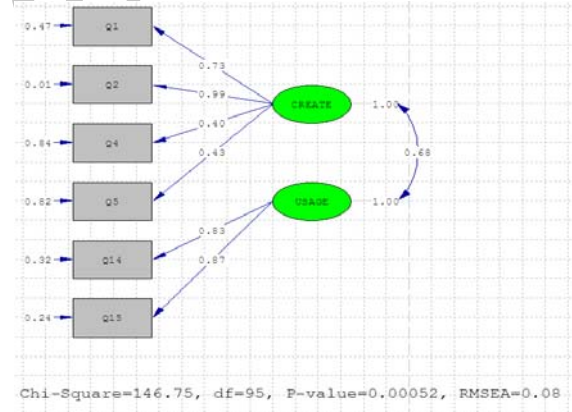 0.47 Q1
0.73
0.01 Q2
0.99
CREATE 1.00
0.40
0.84 Q4
0.43
0.68
0.82 Q5
USAGE 1.00
0.83
0.32 Q14
0.87
0.24 Q15
Chi-Square=146.75, df=95, P-value=0.00052, RMSEA=0.08